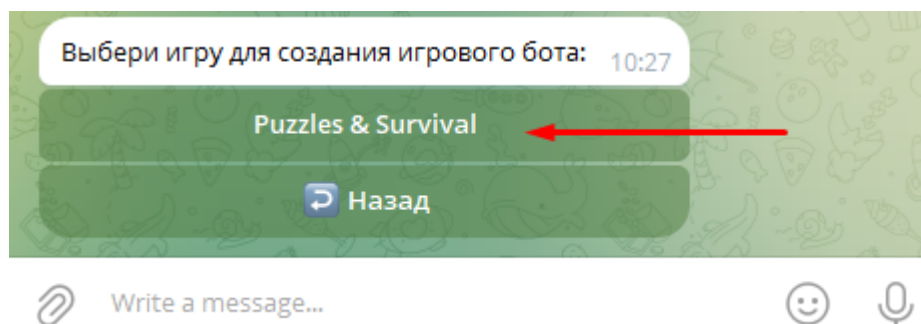 Выбери игру для создания игрового бота: 10:27
Puzzles & Survival
Назад
Write a message...